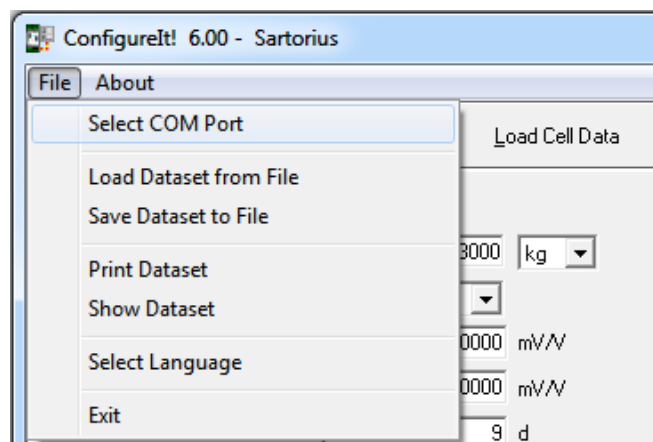 ConfigureIt! 6.00 - Sartorius
File About
Select COM Port
Load Cell Data
Load Dataset from File
Save Dataset to File
3000 kg
Print Dataset
Show Dataset
0000 mV/V
Select Language
0000 mV/V
Exit
9 d